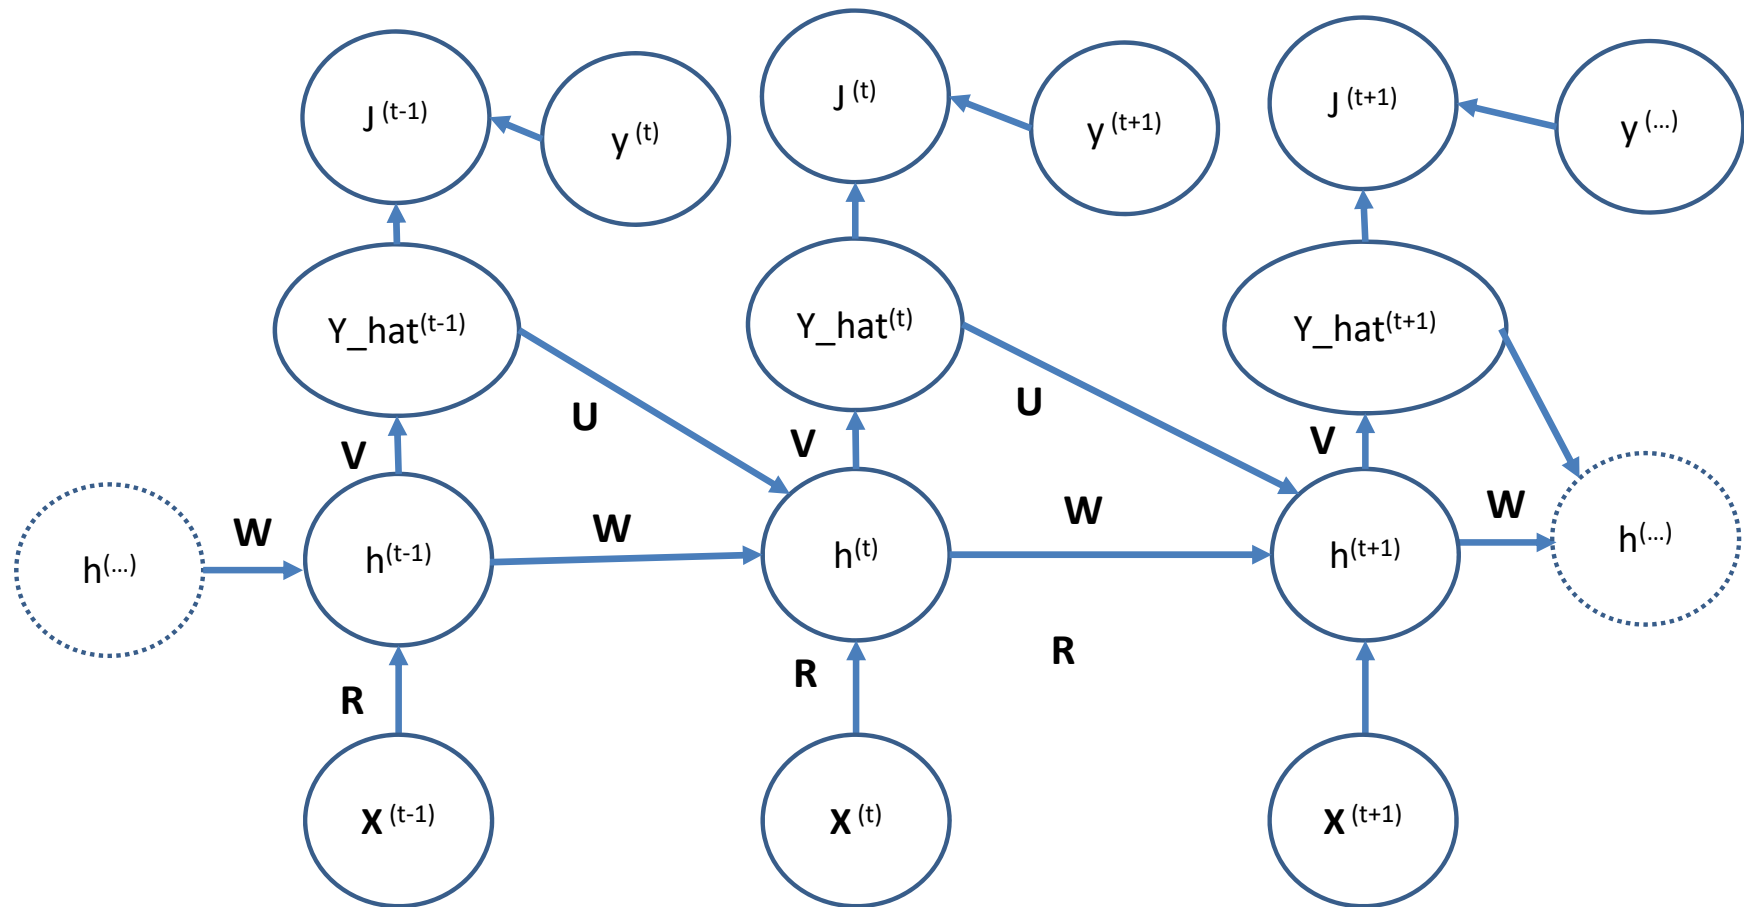 J (t-1)
y (t)
J (t)
y (t+1)
J (t+1)
y (...)
Y_hat(t-1)
Y_hat(t)
Y_hat(t+1)
U
U
V
V
V
h(...)
W
h(t-1)
W
h(t)
W
h(t+1)
W
h(...)
R
R
R
X (t-1)
X (t)
X (t+1)